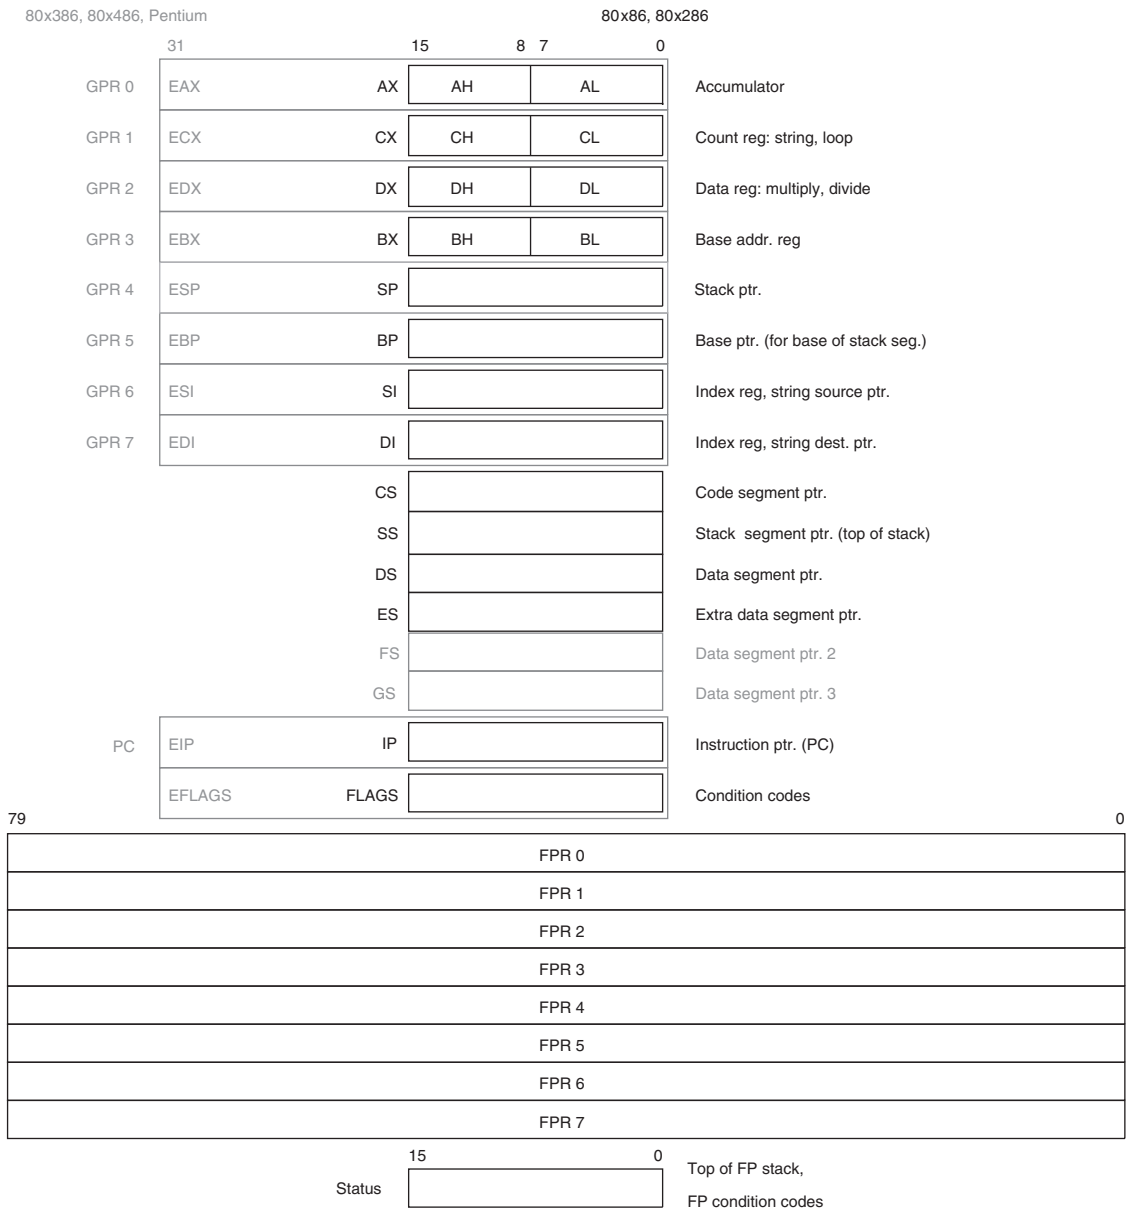 80x386, 80x486, Pentium 80x86, 80x286
31 15 8 7 0
GPR 0 EAX AX AH AL Accumulator
GPR 1 ECX CX CH CL Count reg: string, loop
GPR 2 EDX DX DH DL Data reg: multiply, divide
GPR 3 EBX BX BH BL Base addr. reg
GPR 4 ESP SP Stack ptr.
GPR 5 EBP BP Base ptr. (for base of stack seg.)
GPR 6 ESI SI Index reg, string source ptr.
GPR 7 EDI DI Index reg, string dest. ptr.
CS Code segment ptr.
SS Stack segment ptr. (top of stack)
DS Data segment ptr.
ES Extra data segment ptr.
FS Data segment ptr. 2
GS Data segment ptr. 3
PC EIP IP Instruction ptr. (PC)
EFLAGS FLAGS Condition codes
79 0
FPR 0
FPR 1
FPR 2
FPR 3
FPR 4
FPR 5
FPR 6
FPR 7
15 0
Status Top of FP stack,
FP condition codes